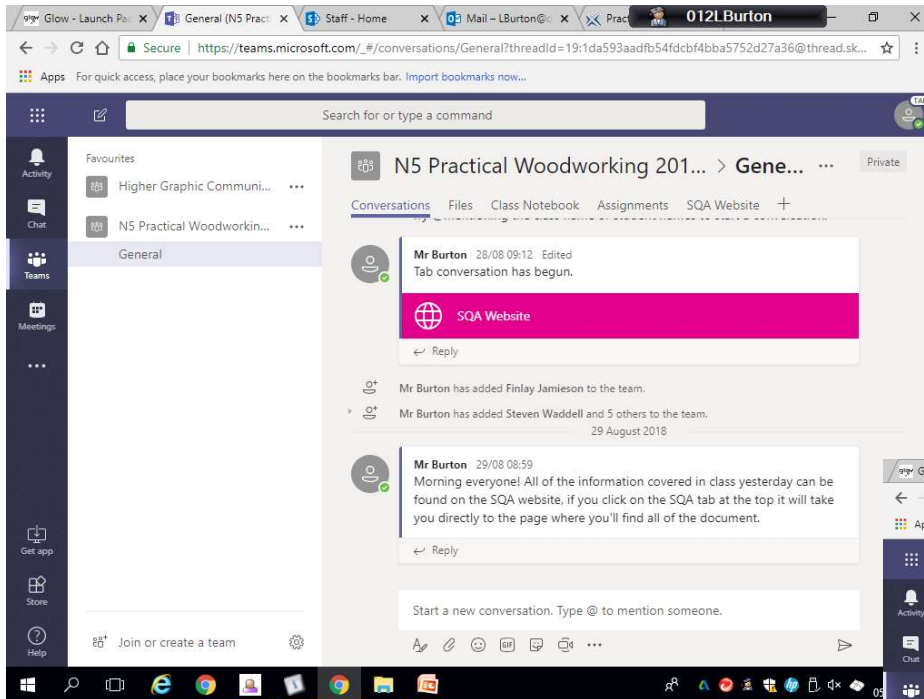 Glow - Launch Pa
General (N5 Practi
Staff - Home
Mail – LBurton@
Pract
012LBurton
Secure
https://teams.microsoft.com/_#/conversations/General?threadId=19:1da593aadfb54fdcbf4bba5752d27a36@thread.sk...
Apps For quick access, place your bookmarks here on the bookmarks bar. Import bookmarks now...
Search for or type a command
Activity
Chat
Teams
Meetings
Get app
Store
Help
Favourites
Higher Graphic Communi...
N5 Practical Woodworkin...
General
Join or create a team
N5 Practical Woodworking 201... > Gene... ... Private
Conversations Files Class Notebook Assignments SQA Website
Mr Burton 28/08 09:12 Edited
Tab conversation has begun.
SQA Website
Reply
Mr Burton has added Finlay Jamieson to the team.
Mr Burton has added Steven Waddell and 5 others to the team.
29 August 2018
Mr Burton 29/08 08:59
Morning everyone! All of the information covered in class yesterday can be
found on the SQA website, if you click on the SQA tab at the top it will take
you directly to the page where you'll find all of the document.
Reply
Start a new conversation. Type @ to mention someone.
GIF
Activity
Chat